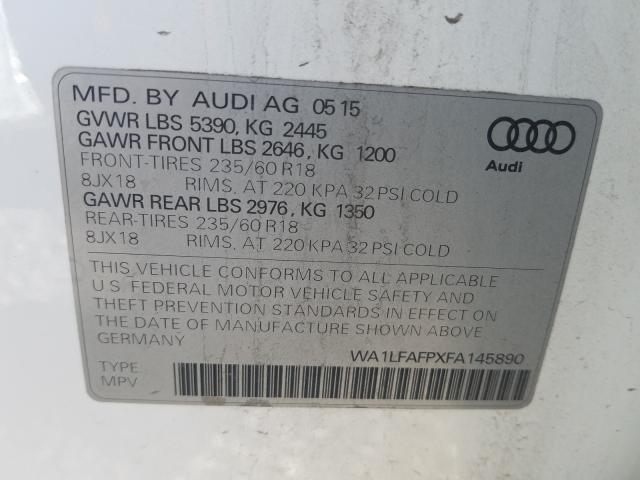 MFD. BY AUDI AG 05 15
GVWR LBS 5390, KG 2445
GAWR FRONT LBS 2646, KG 1200
FRONT-TIRES 235/60 R18
8JX18 RIMS, AT 220 KPA 32 PSI COLD
GAWR REAR LBS 2976, KG 1350
REAR-TIRES 235/60 R18
8JX18 RIMS, AT 220 KPA 32 PSI COLD
Audi
THIS VEHICLE CONFORMS TO ALL APPLICABLE
U S FEDERAL MOTOR VEHICLE SAFETY AND
THEFT PREVENTION STANDARDS IN EFFECT ON
THE DATE OF MANUFACTURE SHOWN ABOVE
GERMANY
WA1LFAFPXFA145890
TYPE
MPV